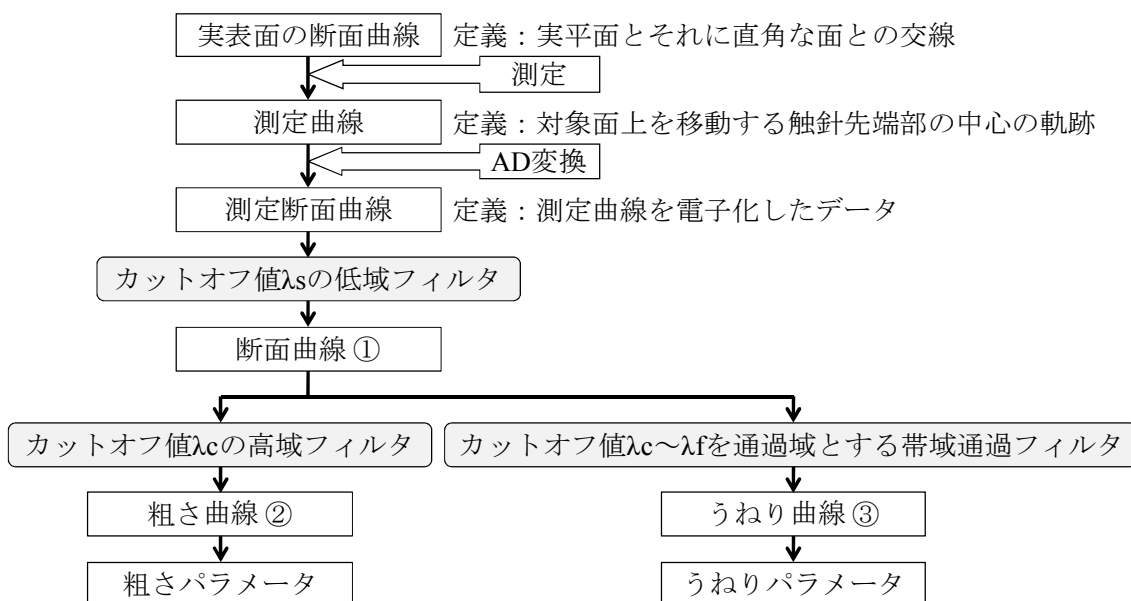 実表面の断面曲線 定義：実平面とそれに直角な面との交線
測定
測定曲線 定義：対象面上を移動する触針先端部の中心の軌跡
AD変換
測定断面曲線 定義：測定曲線を電子化したデータ
カットオフ値λsの低域フィルタ
断面曲線 ①
カットオフ値λcの高域フィルタ カットオフ値λc～λfを通過域とする帯域通過フィルタ
粗さ曲線 ② うねり曲線 ③
粗さパラメータ うねりパラメータ